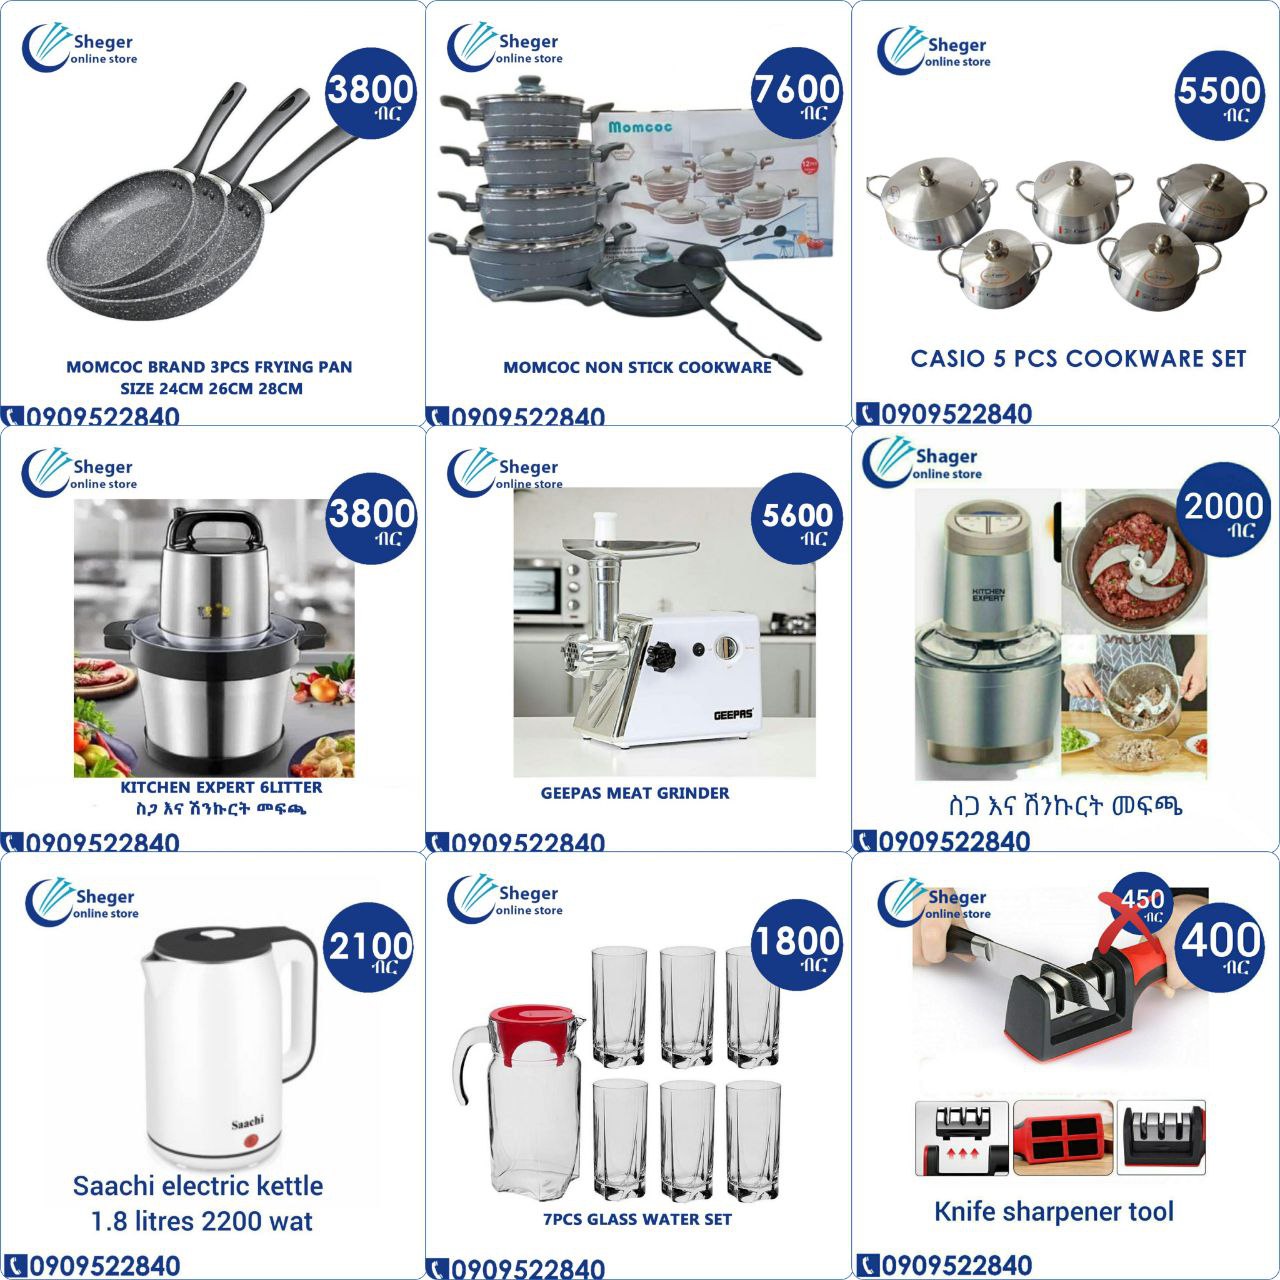 Sheger
online store
3800
ብር
MOMCOC BRAND 3PCS FRYING PAN
SIZE 24CM 26CM 28CM
0909522840
Sheger
online store
7600
ብር
Momcoc
MOMCOC NON STICK COOKWARE
0909522840
Sheger
online store
5500
ብር
CASIO 5 PCS COOKWARE SET
0909522840
Sheger
online store
3800
ብር
KITCHEN EXPERT 6LITTER
ስጋ እና ሽንኩርት መፍጫ
0909522840
Sheger
online store
5600
ብር
GEEPAS
GEEPAS MEAT GRINDER
0909522840
Shager
online store
2000
ብር
KITCHEN
EXPERT
ስጋ እና ሽንኩርት መፍጫ
0909522840
Sheger
online store
2100
ብር
Saachi
Saachi electric kettle
1.8 litres 2200 wat
0909522840
Sheger
online store
1800
ብር
7PCS GLASS WATER SET
0909522840
Sheger
online store
450
ብር
400
ብር
Knife sharpener tool
0909522840